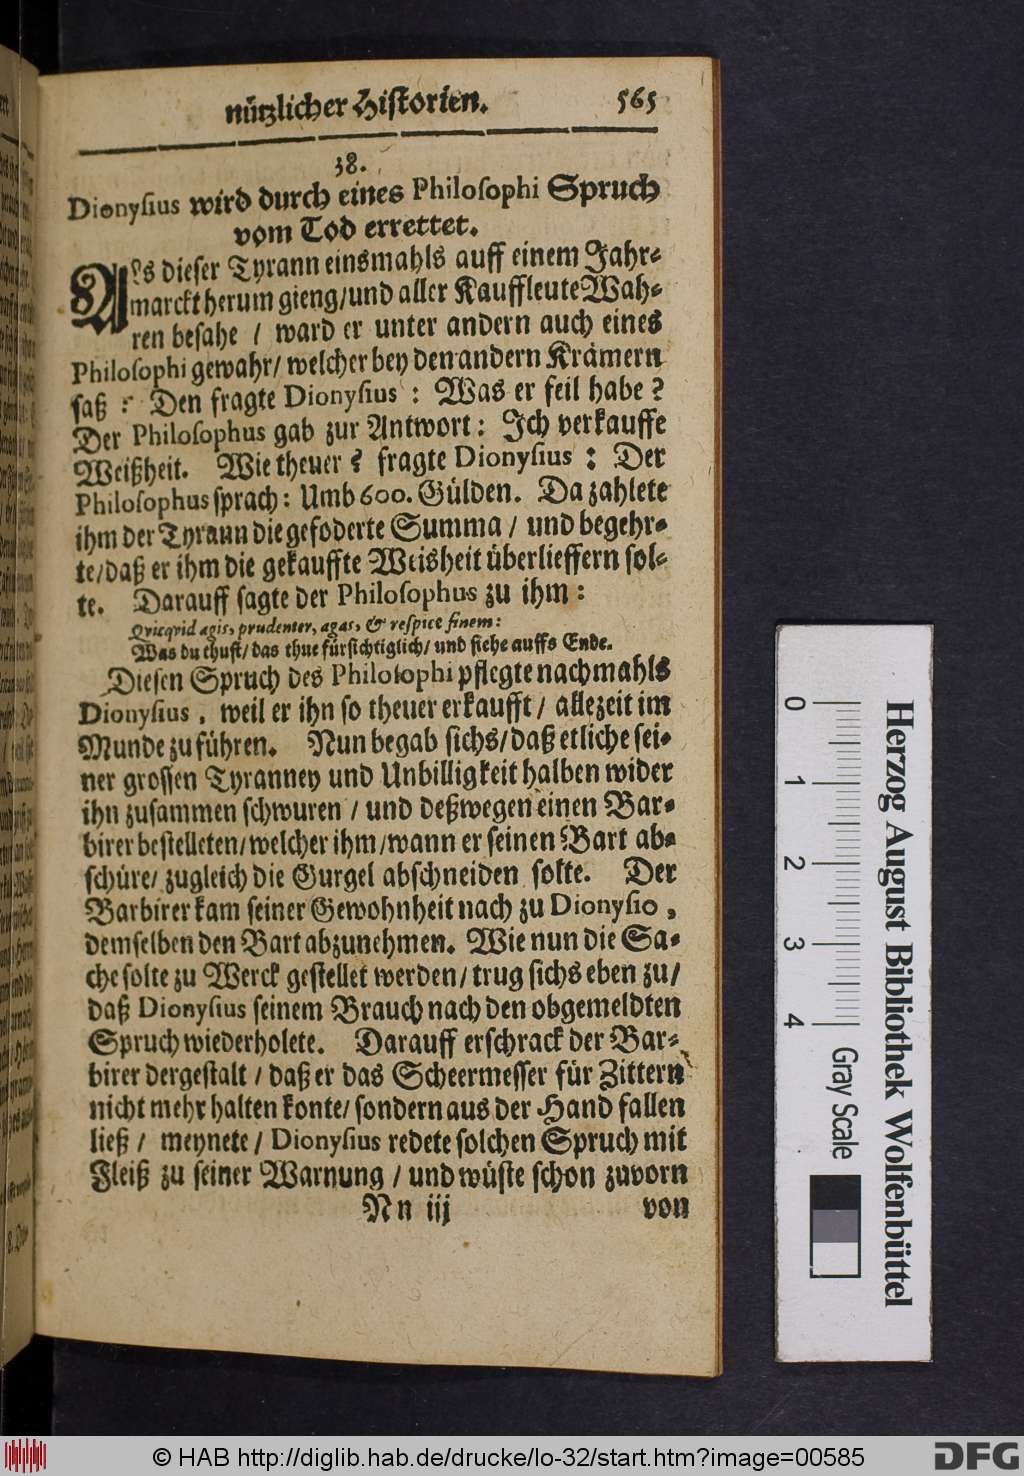 nützlicher Historien. 565
38.
Dionysius wird durch eines Philosophi Spruch
vom Tod errettet.
Als dieser Tyrann einsmahls auff einem Jahr-
marckt herum gieng/und aller Kauffleute Wah-
ren besahe / ward er unter andern auch eines
Philosophi gewahr/ welcher bey den andern Krämern
saß : Den fragte Dionysius : Was er feil habe ?
Der Philosophus gab zur Antwort: Ich verkauffe
Weißheit. Wie theuer ? fragte Dionysius : Der
Philosophus sprach: Umb 600. Gülden. Da zahlete
ihm der Tyrann die gefoderte Summa / und begehr-
te/daß er ihm die gekauffte Weisheit überlieffern sol-
te. Darauff sagte der Philosophus zu ihm :
Qvicqvid agis, prudenter, agas, & respice finem:
Was du thust/ das thue fürsichtiglich/ und siehe auffs Ende.
Diesen Spruch des Philosophi pflegte nachmahls
Dionysius, weil er ihn so theuer erkaufft/ allezeit im
Munde zu führen. Nun begab sichs/daß etliche sei-
ner grossen Tyranney und Unbilligkeit halben wider
ihn zusammen schwuren / und deßwegen einen Bar-
birer bestelleten/welcher ihm/wann er seinen Bart ab-
schüre/ zugleich die Gurgel abschneiden solte. Der
Barbirer kam seiner Gewohnheit nach zu Dionysio,
demselben den Bart abzunehmen. Wie nun die Sa-
che solte zu Werck gestellet werden/ trug sichs eben zu/
daß Dionysius seinem Brauch nach den obgemeldten
Spruch wiederholete. Darauff erschrack der Bar-
birer dergestalt / daß er das Scheermesser für Zittern
nicht mehr halten konte/ sondern aus der Hand fallen
ließ / meynete / Dionysius redete solchen Spruch mit
Fleiß zu seiner Warnung / und wüste schon zuvorn
Nn iij von
Herzog August Bibliothek Wolfenbüttel
0 1 2 3 4 Gray Scale
© HAB http://diglib.hab.de/drucke/lo-32/start.htm?image=00585
DFG